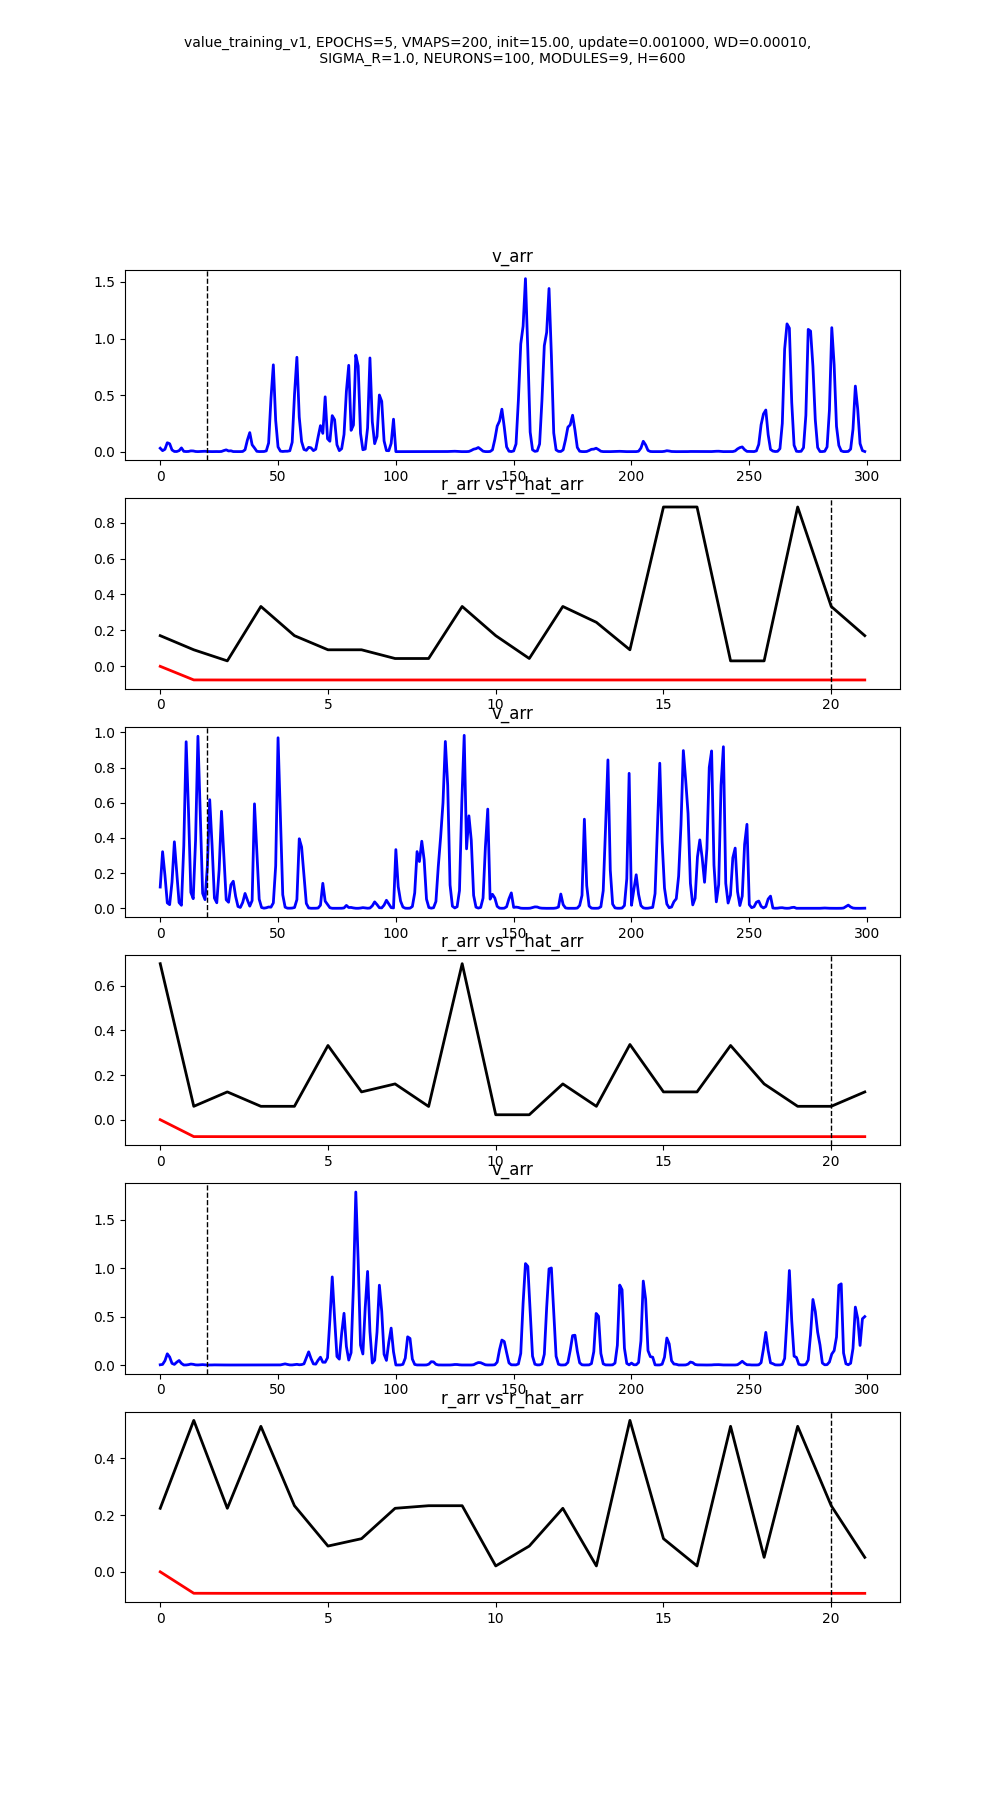 value_training_v1, EPOCHS=5, VMAPS=200, init=15.00, update=0.001000, WD=0.00010,
SIGMA_R=1.0, NEURONS=100, MODULES=9, H=600
v_arr
1.5
1.0
0.5
0.0
0 50 100 150 200 250 300
r_arr vs r_hat_arr
0.8
0.6
0.4
0.2
0.0
0 5 10 15 20
v_arr
1.0
0.8
0.6
0.4
0.2
0.0
0 50 100 150 200 250 300
r_arr vs r_hat_arr
0.6
0.4
0.2
0.0
0 5 10 15 20
v_arr
1.5
1.0
0.5
0.0
0 50 100 150 200 250 300
r_arr vs r_hat_arr
0.4
0.2
0.0
0 5 10 15 20